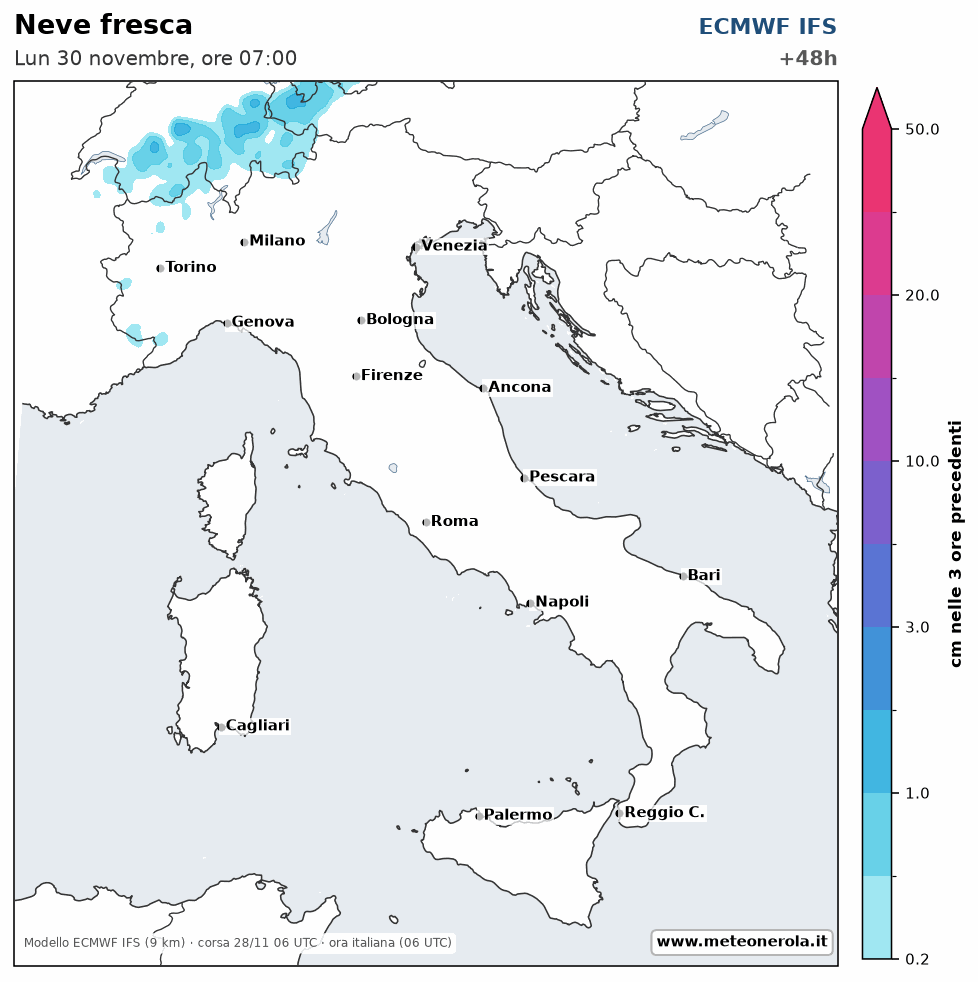 Neve fresca
ECMWF IFS
Lun 30 novembre, ore 07:00
+48h
50.0
20.0
10.0
3.0
1.0
0.2
cm nelle 3 ore precedenti
Milano
Venezia
Torino
Genova
Bologna
Firenze
Ancona
Pescara
Roma
Bari
Napoli
Cagliari
Palermo
Reggio C.
Modello ECMWF IFS (9 km) · corsa 28/11 06 UTC · ora italiana (06 UTC)
www.meteonerola.it